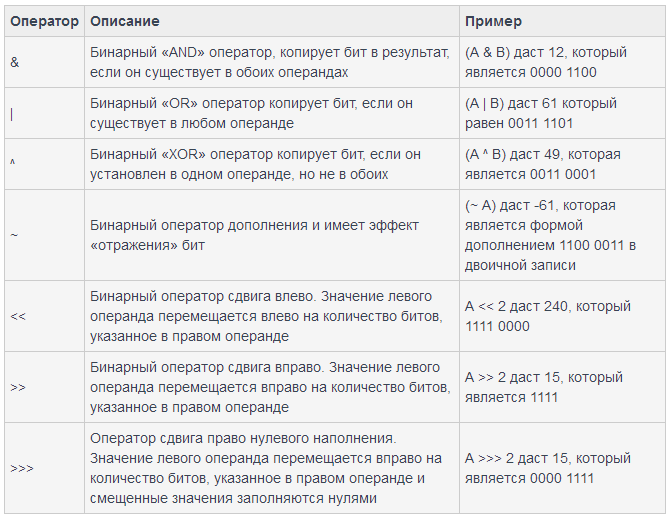 Оператор Описание Пример
& Бинарный «AND» оператор, копирует бит в результат, если он существует в обоих операндах (A & B) даст 12, который является 0000 1100
| Бинарный «OR» оператор копирует бит, если он существует в любом операнде (A | B) даст 61 который равен 0011 1101
^ Бинарный «XOR» оператор копирует бит, если он установлен в одном операнде, но не в обоих (A ^ B) даст 49, которая является 0011 0001
~ Бинарный оператор дополнения и имеет эффект «отражения» бит (~ A) даст -61, которая является формой дополнением 1100 0011 в двоичной записи
<< Бинарный оператор сдвига влево. Значение левого операнда перемещается влево на количество битов, указанное в правом операнде A << 2 даст 240, который 1111 0000
>> Бинарный оператор сдвига вправо. Значение левого операнда перемещается вправо на количество битов, указанное в правом операнде A >> 2 даст 15, который является 1111
>>> Оператор сдвига право нулевого наполнения. Значение левого операнда перемещается вправо на количество битов, указанное в правом операнде и смещенные значения заполняются нулями A >>> 2 даст 15, который является 0000 1111